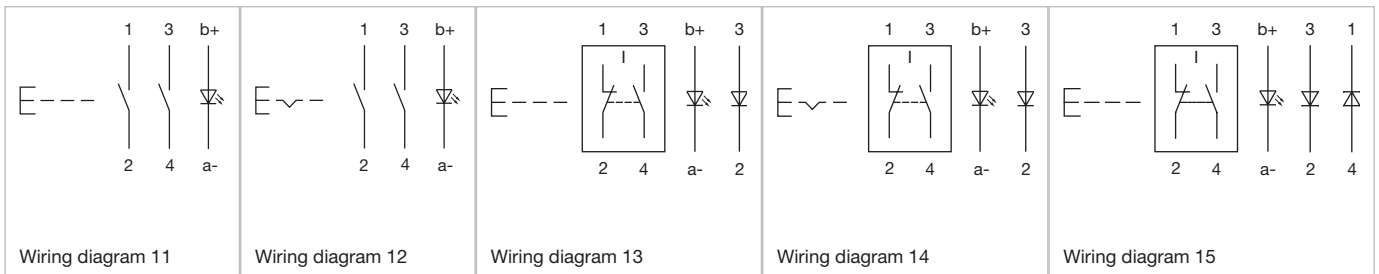 1 3 b+
2 4 a-
Wiring diagram 11
1 3 b+
2 4 a-
Wiring diagram 12
1 3 b+ 3
I
2 4 a- 2
Wiring diagram 13
1 3 b+ 3
I
2 4 a- 2
Wiring diagram 14
1 3 b+ 3 1
I
2 4 a- 2 4
Wiring diagram 15